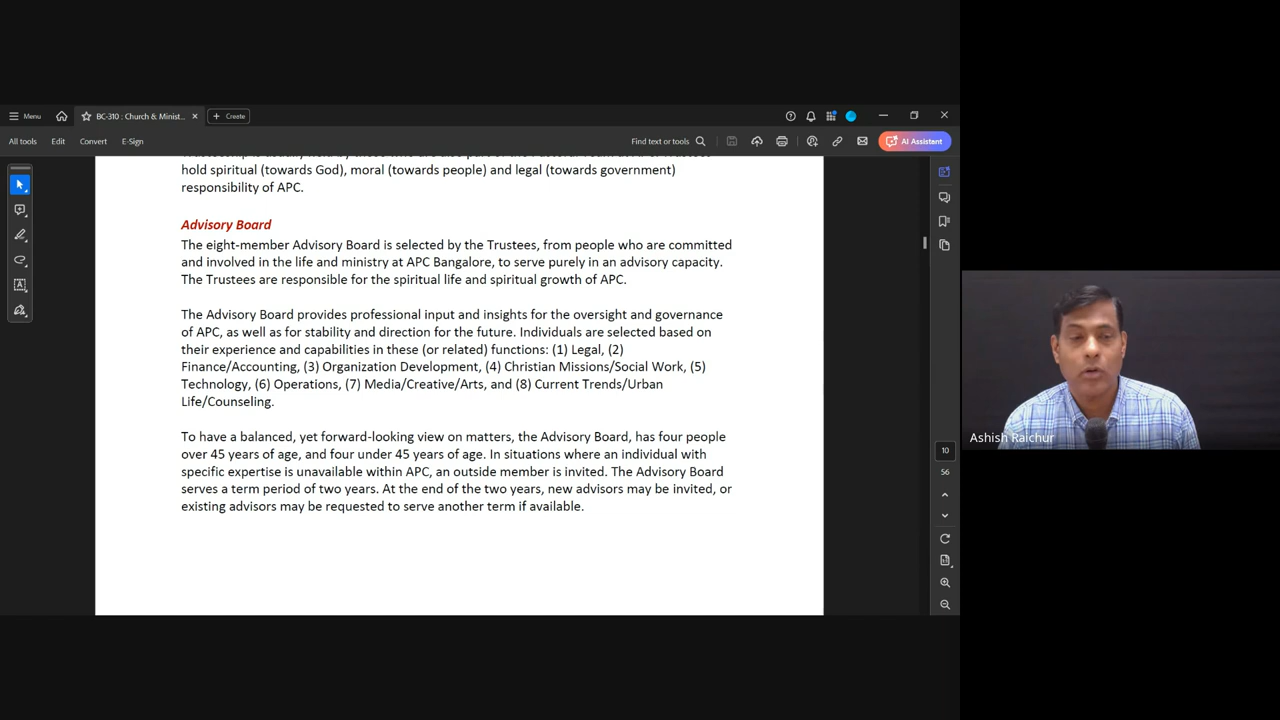 Menu
BC-310 : Church & Minist...
Create
All tools
Edit
Convert
E-Sign
Find text or tools
AI Assistant
hold spiritual (towards God), moral (towards people) and legal (towards government)
responsibility of APC.
Advisory Board
The eight-member Advisory Board is selected by the Trustees, from people who are committed
and involved in the life and ministry at APC Bangalore, to serve purely in an advisory capacity.
The Trustees are responsible for the spiritual life and spiritual growth of APC.
The Advisory Board provides professional input and insights for the oversight and governance
of APC, as well as for stability and direction for the future. Individuals are selected based on
their experience and capabilities in these (or related) functions: (1) Legal, (2)
Finance/Accounting, (3) Organization Development, (4) Christian Missions/Social Work, (5)
Technology, (6) Operations, (7) Media/Creative/Arts, and (8) Current Trends/Urban
Life/Counseling.
To have a balanced, yet forward-looking view on matters, the Advisory Board, has four people
over 45 years of age, and four under 45 years of age. In situations where an individual with
specific expertise is unavailable within APC, an outside member is invited. The Advisory Board
serves a term period of two years. At the end of the two years, new advisors may be invited, or
existing advisors may be requested to serve another term if available.
10
56
Ashish Raichur